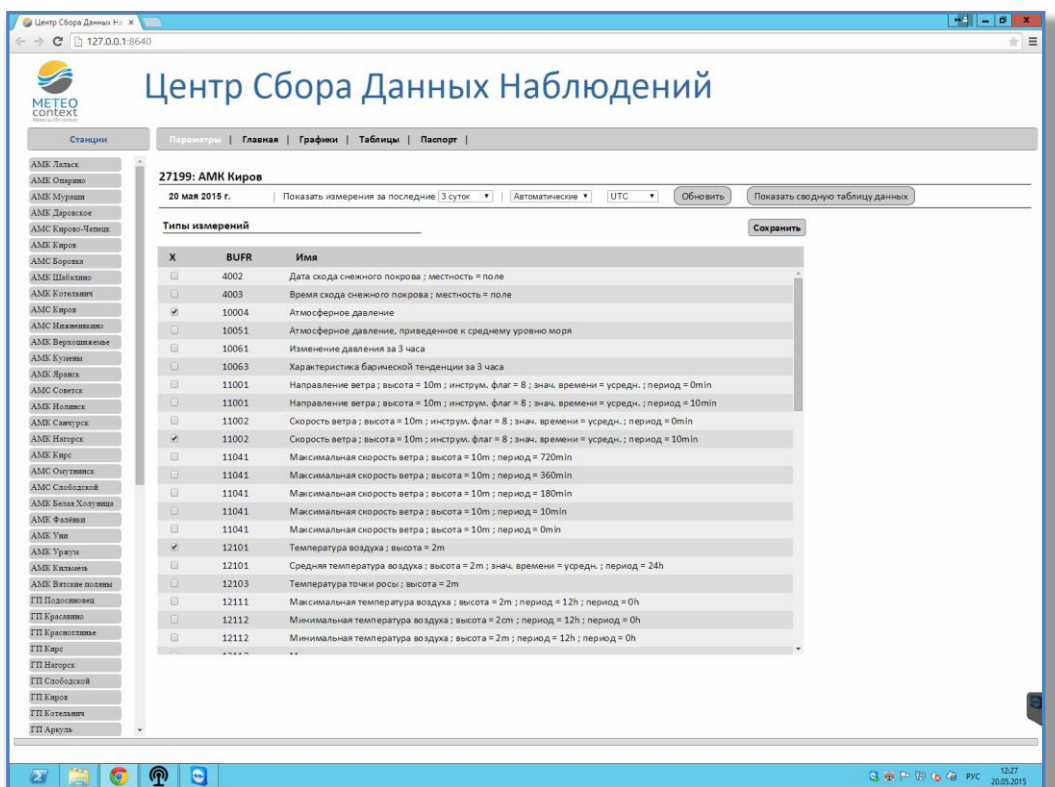 Центр Сбора Данных На
127.0.0.1:8640
METEO
context
Центр Сбора Данных Наблюдений
Станции
Параметры | Главная | Графики | Таблицы | Паспорт |
АМК Лальск
АМК Опарино
АМК Мураши
АМК Даровское
АМС Кирово-Чепецк
АМК Киров
АМС Боровка
АМК Шабалино
АМК Котельнич
АМС Киров
АМС Нижнеивкино
АМК Верхошижемье
АМК Кумены
АМК Яранск
АМС Советск
АМК Нолинск
АМК Санчурск
АМК Нагорск
АМК Кирс
АМС Омутнинск
АМС Слободской
АМК Белая Холуница
АМК Фалёнки
АМК Уни
АМК Уржум
АМК Кильмезь
АМК Вятские поляны
ГП Подосиновец
ГП Красавино
ГП Красноглинье
ГП Кирс
ГП Нагорск
ГП Слободской
ГП Киров
ГП Котельнич
ГП Аркуль
27199: АМК Киров
20 мая 2015 г. | Показать измерения за последние 3 суток | Автоматические UTC Обновить Показать сводную таблицу данных
Типы измерений Сохранить
X BUFR Имя
4002 Дата схода снежного покрова ; местность = поле
4003 Время схода снежного покрова ; местность = поле
10004 Атмосферное давление
10051 Атмосферное давление, приведенное к среднему уровню моря
10061 Изменение давления за 3 часа
10063 Характеристика барической тенденции за 3 часа
11001 Направление ветра ; высота = 10m ; инструм. флаг = 8 ; знач. времени = усредн. ; период = 0min
11001 Направление ветра ; высота = 10m ; инструм. флаг = 8 ; знач. времени = усредн. ; период = 10min
11002 Скорость ветра ; высота = 10m ; инструм. флаг = 8 ; знач. времени = усредн. ; период = 0min
11002 Скорость ветра ; высота = 10m ; инструм. флаг = 8 ; знач. времени = усредн. ; период = 10min
11041 Максимальная скорость ветра ; высота = 10m ; период = 720min
11041 Максимальная скорость ветра ; высота = 10m ; период = 360min
11041 Максимальная скорость ветра ; высота = 10m ; период = 180min
11041 Максимальная скорость ветра ; высота = 10m ; период = 10min
11041 Максимальная скорость ветра ; высота = 10m ; период = 0min
12101 Температура воздуха ; высота = 2m
12101 Средняя температура воздуха ; высота = 2m ; знач. времени = усредн. ; период = 24h
12103 Температура точки росы ; высота = 2m
12111 Максимальная температура воздуха ; высота = 2m ; период = 12h ; период = 0h
12112 Минимальная температура воздуха ; высота = 2cm ; период = 12h ; период = 0h
12112 Минимальная температура воздуха ; высота = 2m ; период = 12h ; период = 0h
РУС
12:27
20.05.2015